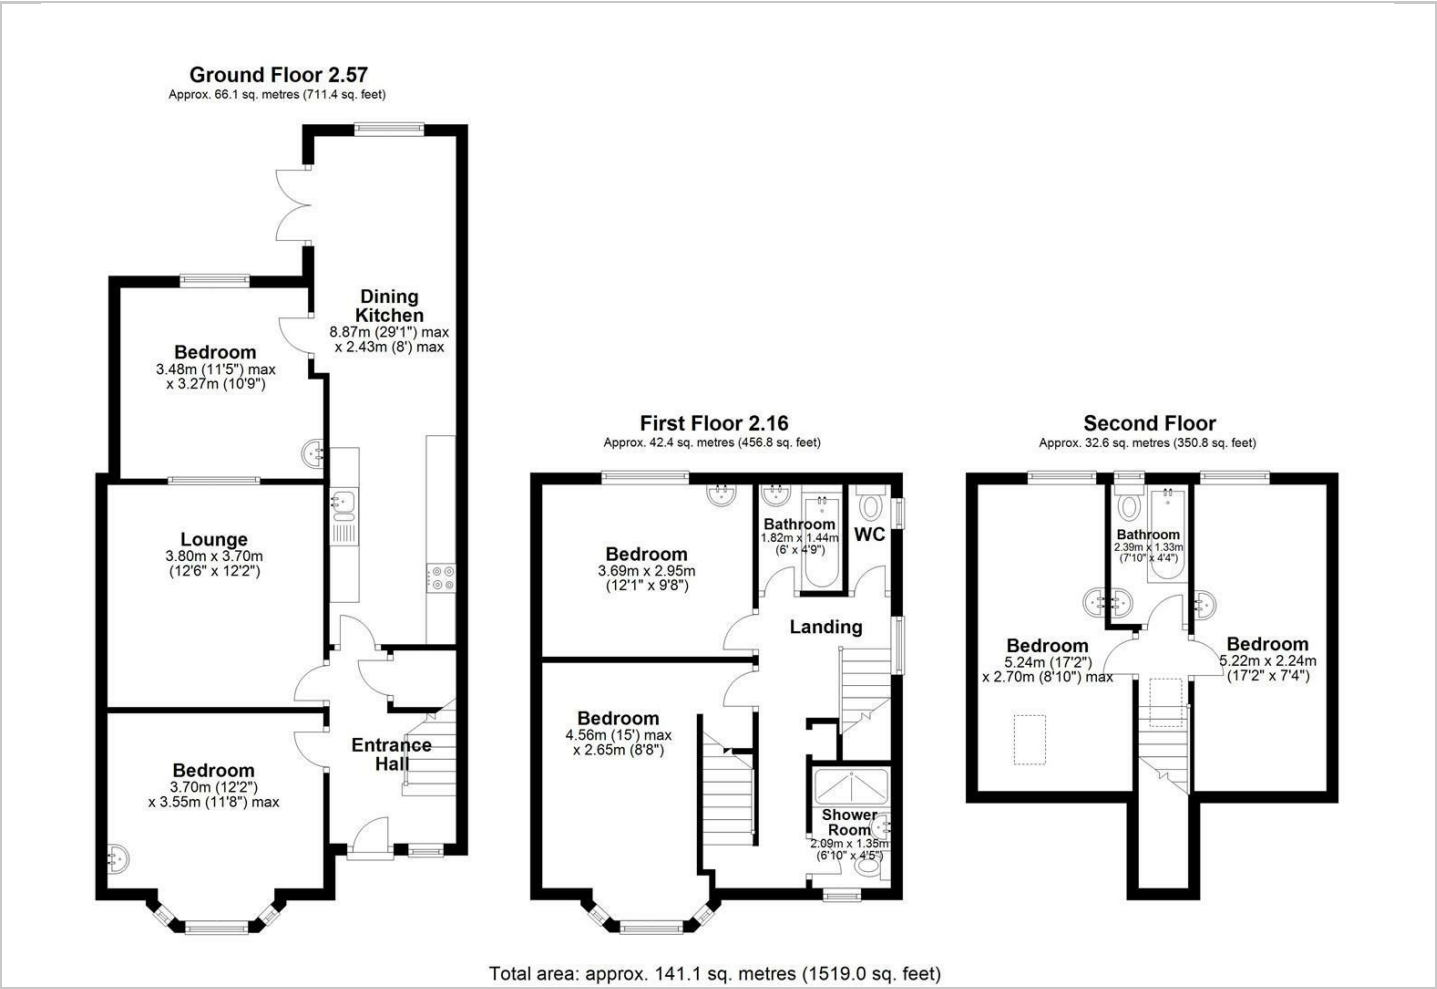 Ground Floor 2.57
Approx. 66.1 sq. metres (711.4 sq. feet)
Dining
Kitchen
8.87m (29'1") max
x 2.43m (8') max
Bedroom
3.48m (11'5") max
x 3.27m (10'9")
Lounge
3.80m x 3.70m
(12'6" x 12'2")
Entrance
Hall
Bedroom
3.70m (12'2")
x 3.55m (11'8") max
First Floor 2.16
Approx. 42.4 sq. metres (456.8 sq. feet)
Bedroom
3.69m x 2.95m
(12'1" x 9'8")
Bathroom
1.82m x 1.44m
(6' x 4'9")
WC
Landing
Bedroom
4.56m (15') max
x 2.65m (8'8")
Shower
Room
2.09m x 1.35m
(6'10" x 4'5")
Second Floor
Approx. 32.6 sq. metres (350.8 sq. feet)
Bathroom
2.39m x 1.33m
(7'10" x 4'4")
Bedroom
5.24m (17'2")
x 2.70m (8'10") max
Bedroom
5.22m x 2.24m
(17'2" x 7'4")
Total area: approx. 141.1 sq. metres (1519.0 sq. feet)